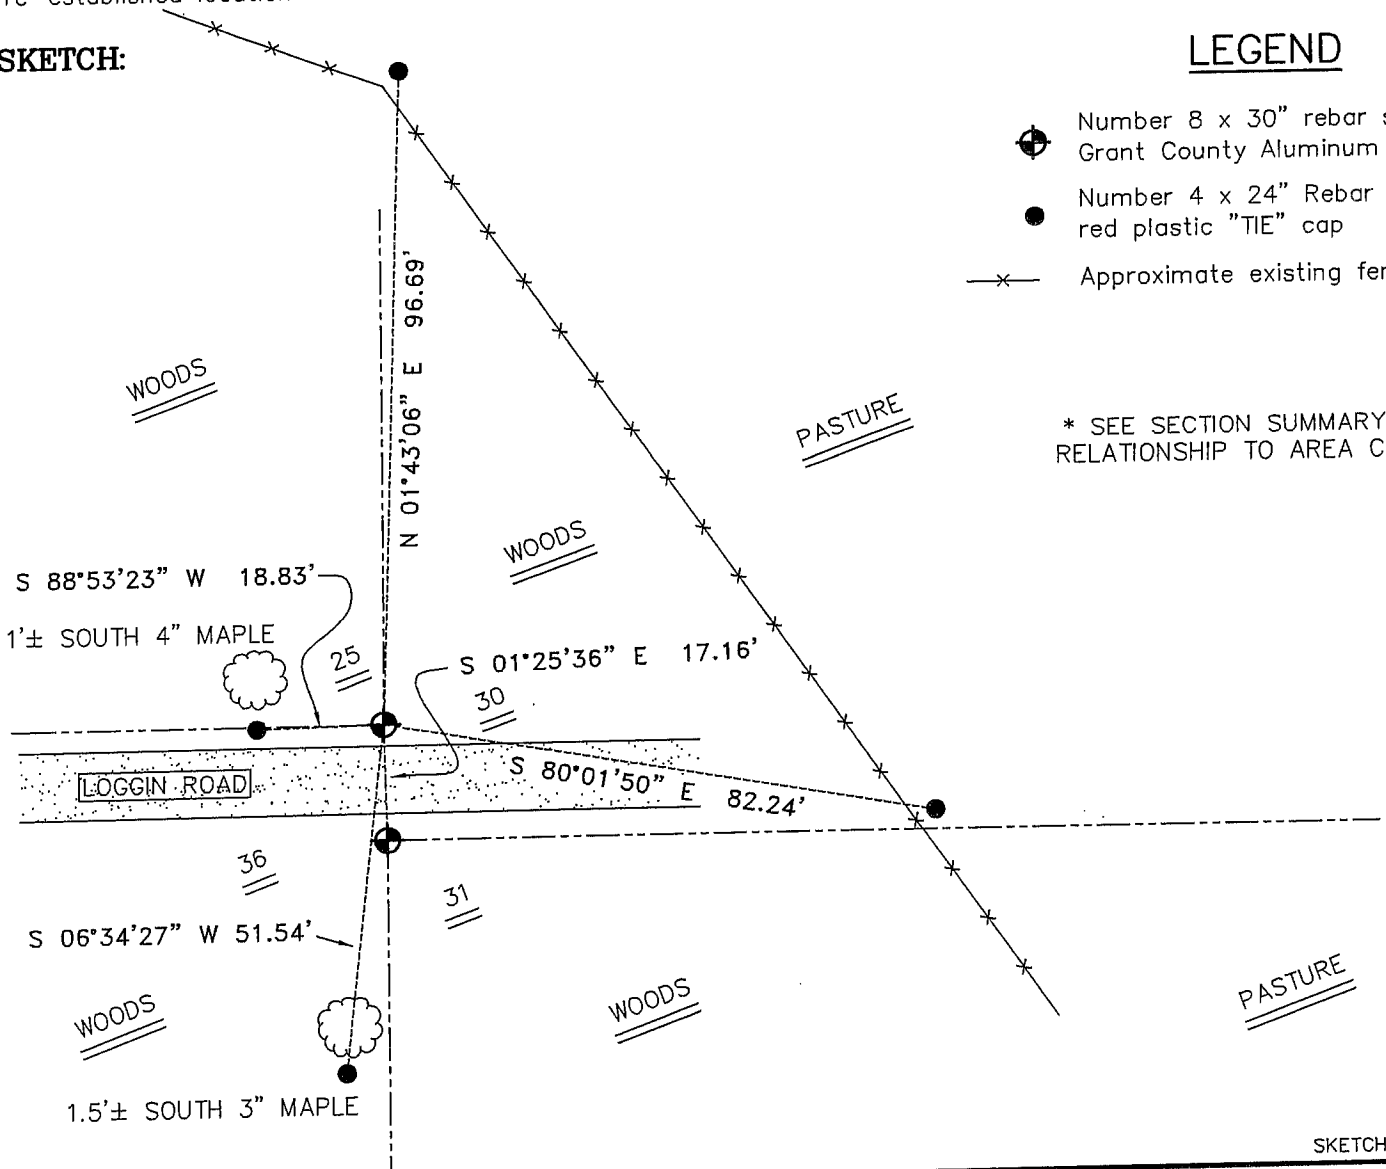 established location
SKETCH:
LEGEND
Number 8 x 30" rebar
Grant County Aluminum
Number 4 x 24" Rebar
red plastic "TIE" cap
Approximate existing
* SEE SECTION SUMMARY
RELATIONSHIP TO AREA
WOODS
PASTURE
N 01°43'06" E 96.69'
WOODS
S 88°53'23" W 18.83'
1'± SOUTH 4" MAPLE
25
S 01°25'36" E 17.16'
30
LOGGIN ROAD
S 80°01'50" E 82.24'
36
31
S 06°34'27" W 51.54'
WOODS
WOODS
PASTURE
1.5'± SOUTH 3" MAPLE
SKETCH